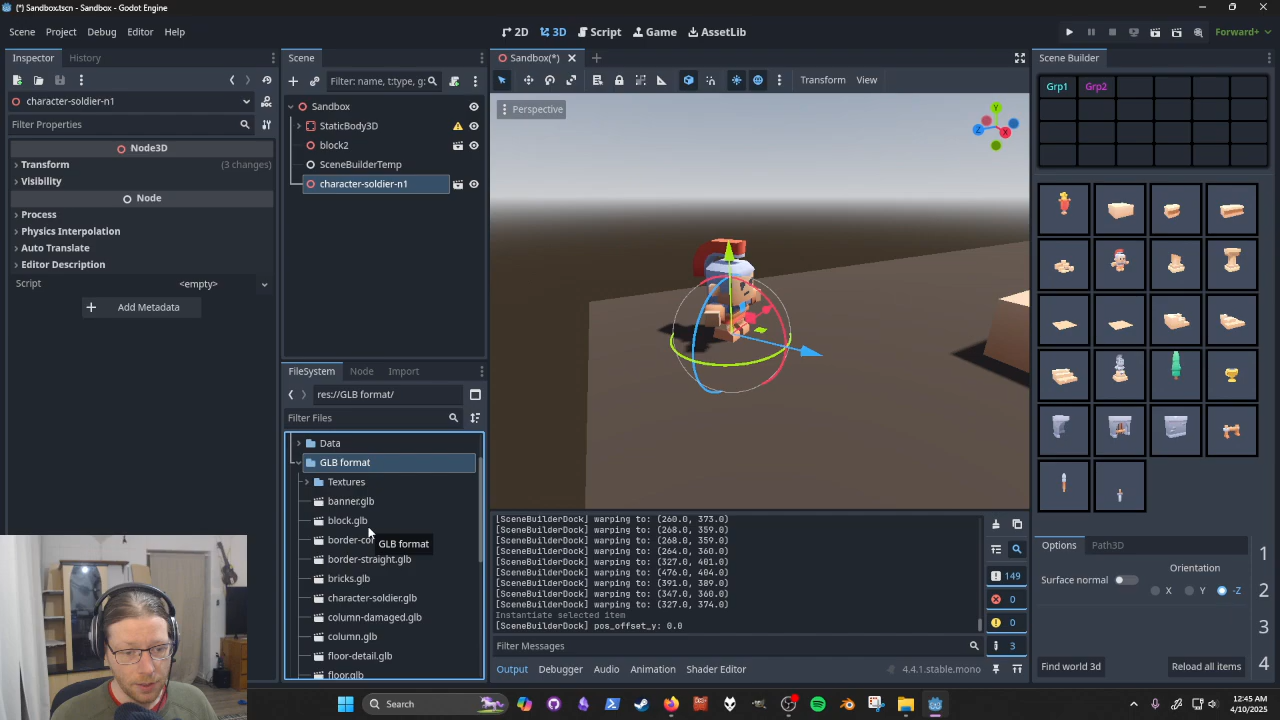 (*) Sandbox.tscn - Sandbox - Godot Engine
Scene Project Debug Editor Help
2D 3D Script Game AssetLib
Forward+
Inspector History
character-soldier-n1
Filter Properties
Node3D
Transform (3 changes)
Visibility
Node
Process
Physics Interpolation
Auto Translate
Editor Description
Script <empty>
Add Metadata
Scene
Filter: name, t:type, g:
Sandbox
StaticBody3D
block2
SceneBuilderTemp
character-soldier-n1
FileSystem Node Import
res://GLB format/
Filter Files
Data
GLB format
Textures
banner.glb
block.glb
border-cor
GLB format
border-straight.glb
bricks.glb
character-soldier.glb
column-damaged.glb
column.glb
floor-detail.glb
floor.glb
Sandbox(*)
Transform View
Perspective
Y
Z X
[SceneBuilderDock] warping to: (260.0, 373.0)
[SceneBuilderDock] warping to: (268.0, 359.0)
[SceneBuilderDock] warping to: (264.0, 360.0)
[SceneBuilderDock] warping to: (327.0, 401.0)
[SceneBuilderDock] warping to: (476.0, 404.0)
[SceneBuilderDock] warping to: (391.0, 389.0)
[SceneBuilderDock] warping to: (347.0, 360.0)
[SceneBuilderDock] warping to: (327.0, 374.0)
Instantiate selected item
[SceneBuilderDock] pos_offset_y: 0.0
149
0
0
3
Filter Messages
Output Debugger Audio Animation Shader Editor
4.4.1.stable.mono
Scene Builder
Grp1 Grp2
Options Path3D
Orientation
Surface normal X Y -Z
1
2
3
4
Find world 3d Reload all items
Search
12:45 AM
4/10/2025